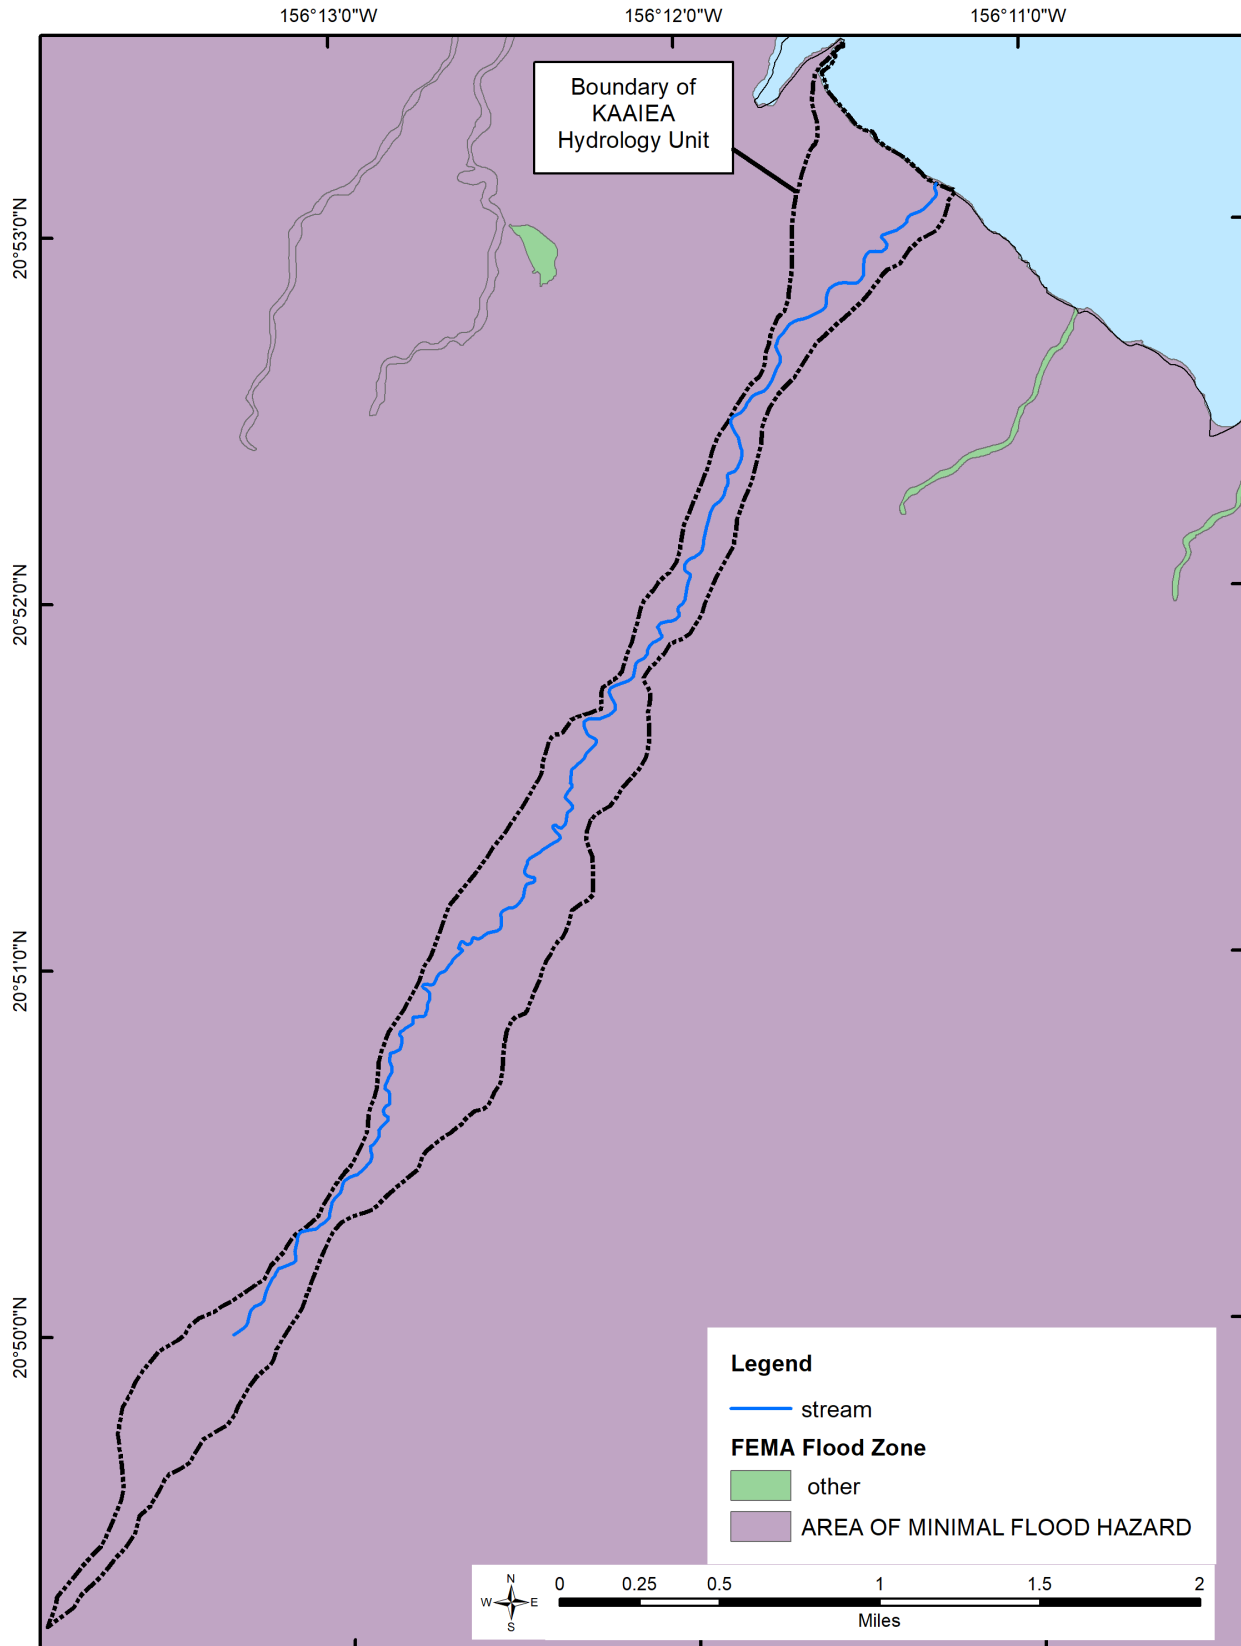 156°13'0"W
156°12'0"W
156°11'0"W
Boundary of
KAAIEA
Hydrology Unit
20°53'0"N
20°52'0"N
20°51'0"N
20°50'0"N
Legend
stream
FEMA Flood Zone
other
AREA OF MINIMAL FLOOD HAZARD
N
W E
S
0 0.25 0.5 1 1.5 2
Miles